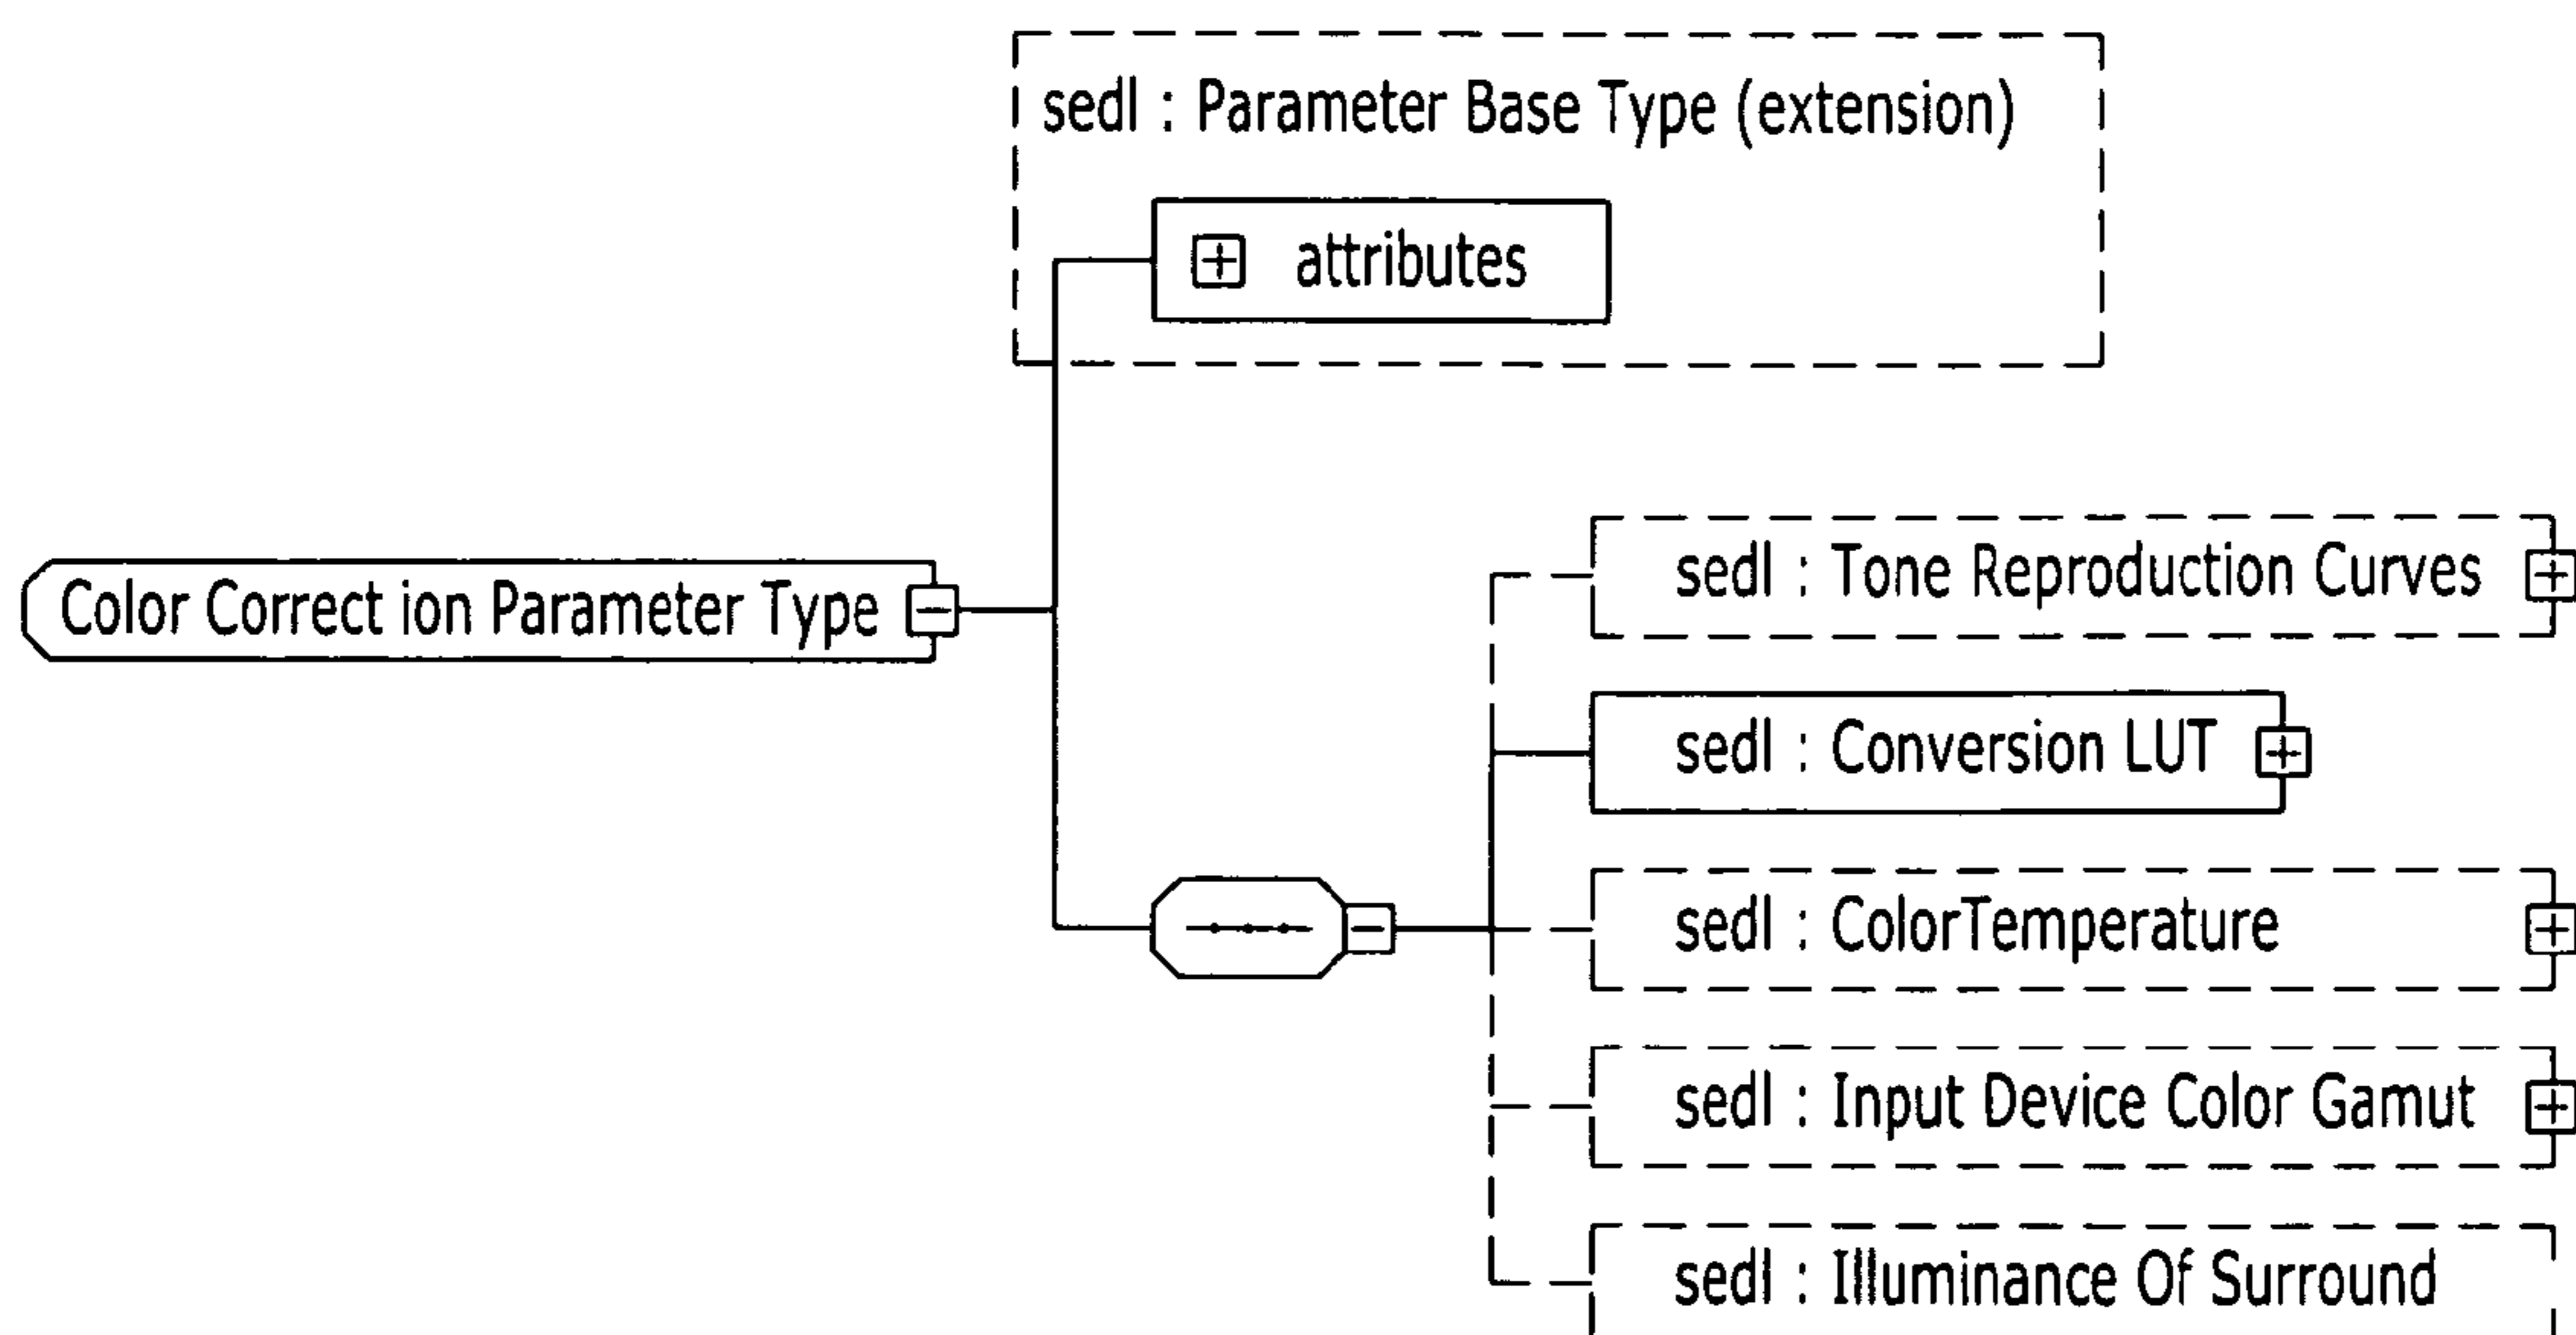 sedl : Parameter Base Type (extension)
attributes
Color Correct ion Parameter Type
sedl : Tone Reproduction Curves
sedl : Conversion LUT
sedl : ColorTemperature
sedl : Input Device Color Gamut
sedl : Illuminance Of Surround